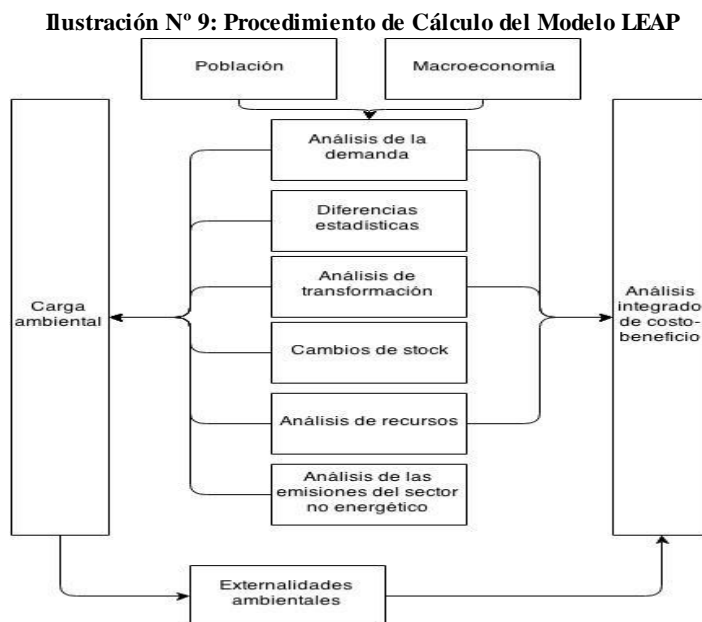 Ilustración Nº 9: Procedimiento de Cálculo del Modelo LEAP
Población
Macroeconomía
Análisis de la
demanda
Diferencias
estadísticas
Análisis de
transformación
Carga
ambiental
Análisis
integrado
de costo-
beneficio
Cambios de stock
Análisis de recursos
Análisis de las
emisiones del sector
no energético
Externalidades
ambientales